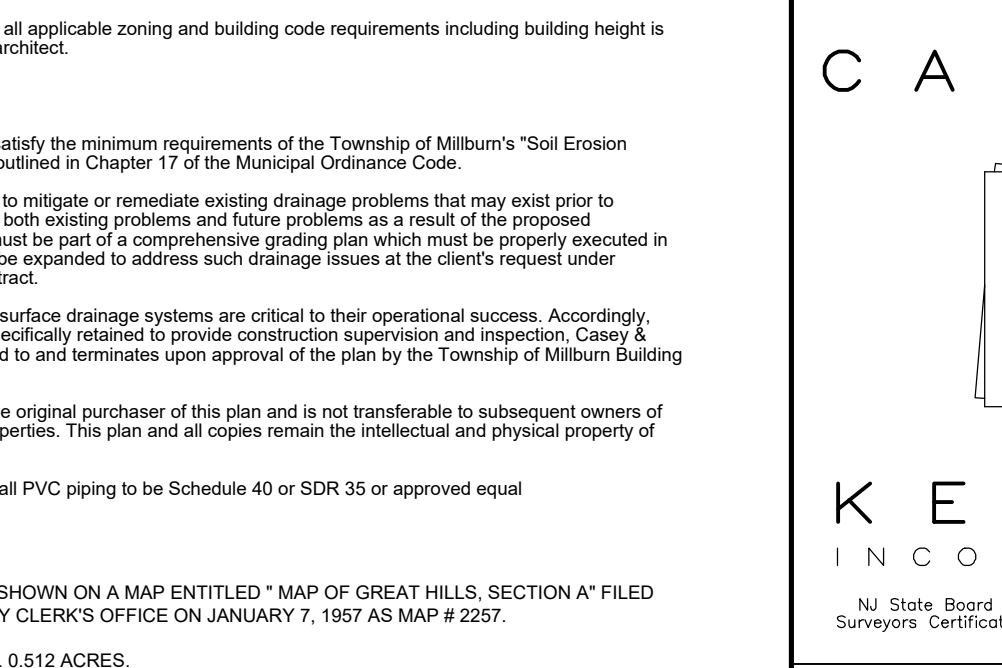 all applicable zoning and building code requirements including building height is
architect.
satisfy the minimum requirements of the Township of Millburn's "Soil Erosion
outlined in Chapter 17 of the Municipal Ordinance Code.
to mitigate or remediate existing drainage problems that may exist prior to
both existing problems and future problems as a result of the proposed
must be part of a comprehensive grading plan which must be properly executed in
be expanded to address such drainage issues at the client's request under
tract.
surface drainage systems are critical to their operational success. Accordingly,
ecifically retained to provide construction supervision and inspection, Casey &
d to and terminates upon approval of the plan by the Township of Millburn Building
e original purchaser of this plan and is not transferable to subsequent owners of
perties. This plan and all copies remain the intellectual and physical property of
all PVC piping to be Schedule 40 or SDR 35 or approved equal
SHOWN ON A MAP ENTITLED " MAP OF GREAT HILLS, SECTION A" FILED
Y CLERK'S OFFICE ON JANUARY 7, 1957 AS MAP # 2257.
. 0.512 ACRES.
C A
K E
I N C O
NJ State Board
Surveyors Certificat